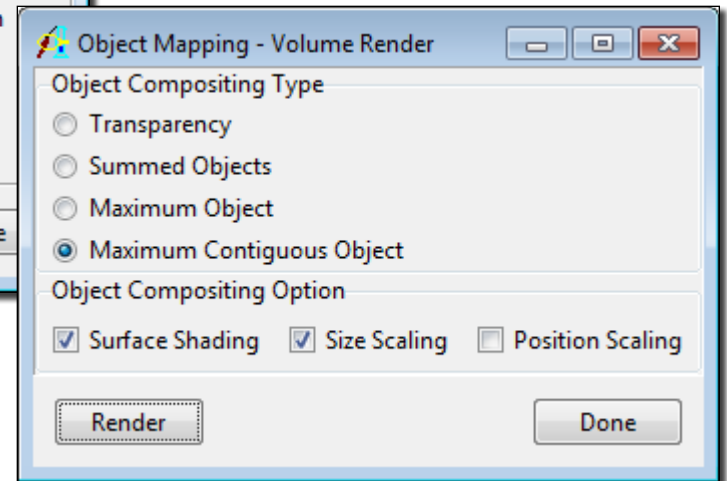 Object Mapping - Volume Render
Object Compositing Type
Transparency
Summed Objects
Maximum Object
Maximum Contiguous Object
Object Compositing Option
Surface Shading Size Scaling Position Scaling
Render Done